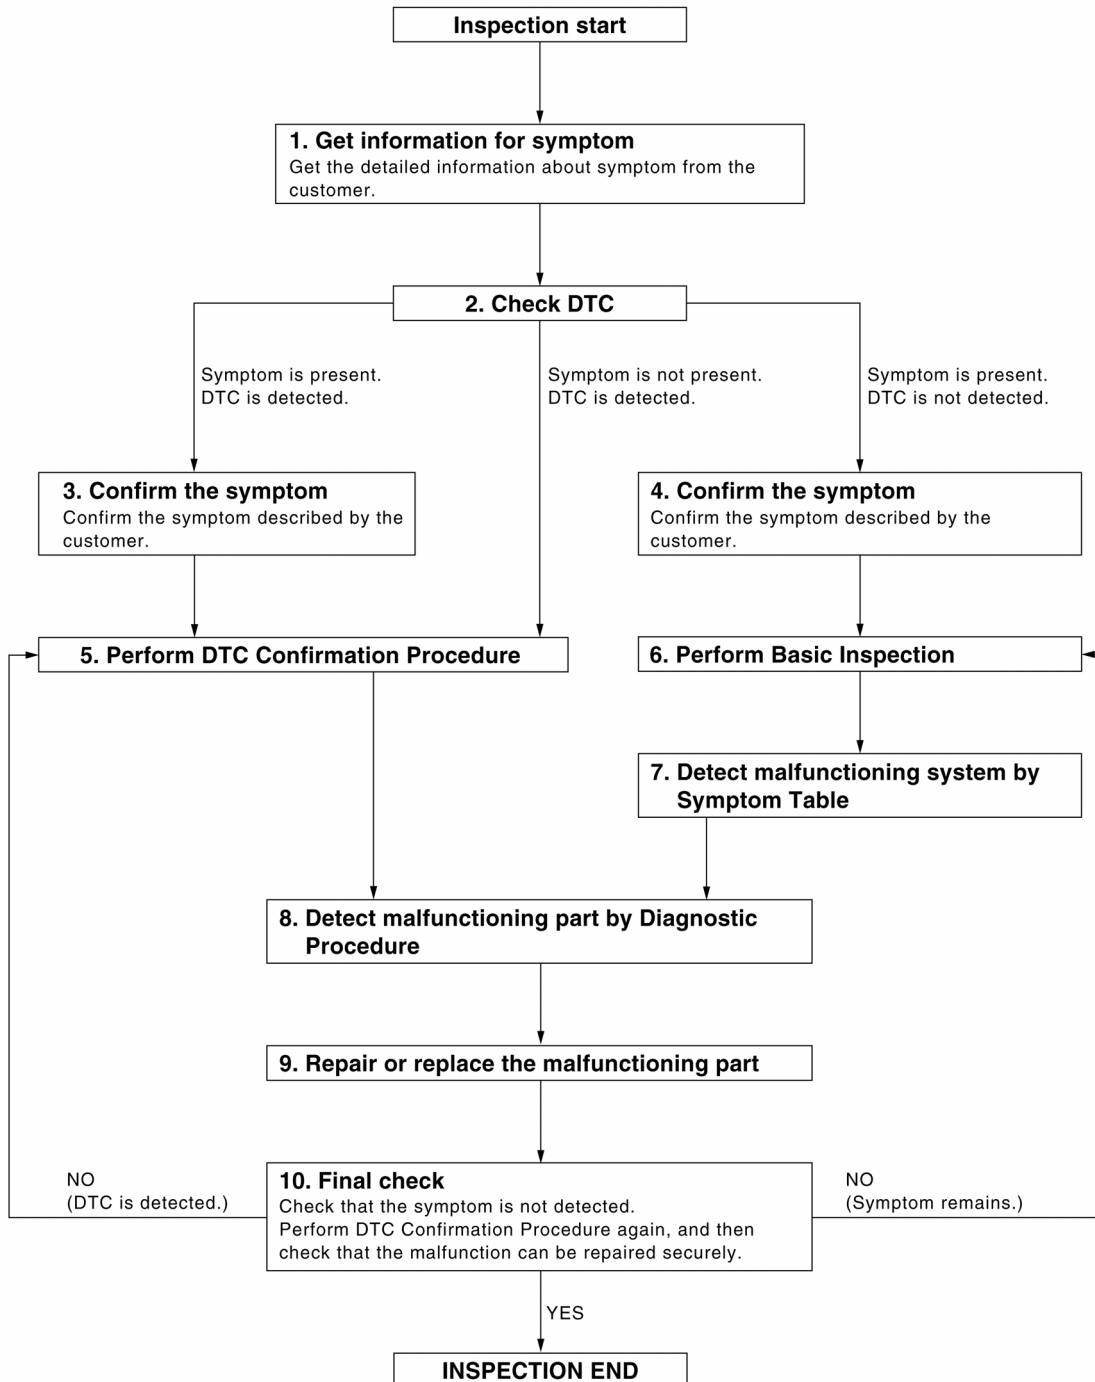 Inspection start
1. Get information for symptom
Get the detailed information about symptom from the
customer.
2. Check DTC
Symptom is present.
DTC is detected.
Symptom is not present.
DTC is detected.
Symptom is present.
DTC is not detected.
3. Confirm the symptom
Confirm the symptom described by the
customer.
4. Confirm the symptom
Confirm the symptom described by the
customer.
5. Perform DTC Confirmation Procedure
6. Perform Basic Inspection
7. Detect malfunctioning system by
Symptom Table
8. Detect malfunctioning part by Diagnostic
Procedure
9. Repair or replace the malfunctioning part
NO
(DTC is detected.)
10. Final check
Check that the symptom is not detected.
Perform DTC Confirmation Procedure again, and then
check that the malfunction can be repaired securely.
NO
(Symptom remains.)
YES
INSPECTION END